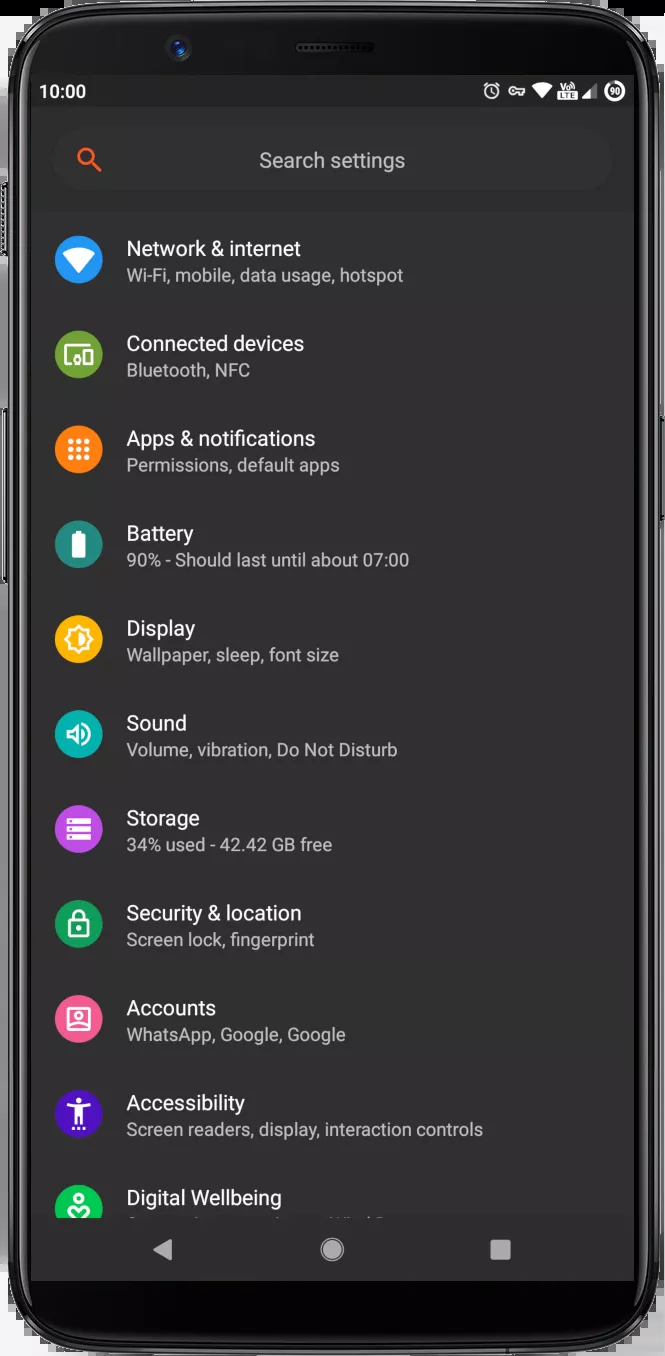 10:00
Vo)) LTE 90
Search settings
Network & internet
Wi-Fi, mobile, data usage, hotspot
Connected devices
Bluetooth, NFC
Apps & notifications
Permissions, default apps
Battery
90% - Should last until about 07:00
Display
Wallpaper, sleep, font size
Sound
Volume, vibration, Do Not Disturb
Storage
34% used - 42.42 GB free
Security & location
Screen lock, fingerprint
Accounts
WhatsApp, Google, Google
Accessibility
Screen readers, display, interaction controls
Digital Wellbeing